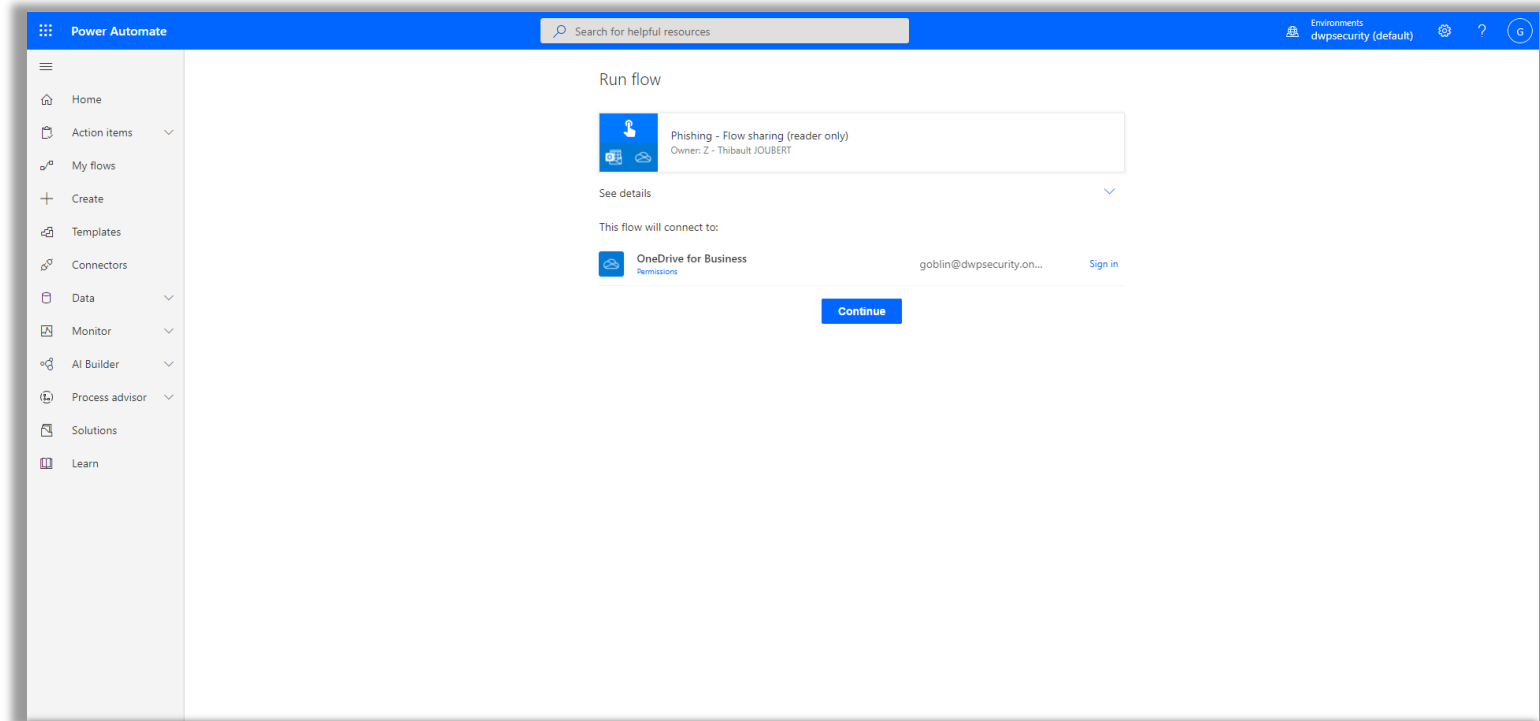 Power Automate
Search for helpful resources
Environments
dwpsecurity (default)
?
G
Home
Action items
My flows
Create
Templates
Connectors
Data
Monitor
AI Builder
Process advisor
Solutions
Learn
Run flow
Phishing - Flow sharing (reader only)
Owner: Z - Thibault JOUBERT
See details
This flow will connect to:
OneDrive for Business
Permissions
goblin@dwpsecurity.on...
Sign in
Continue